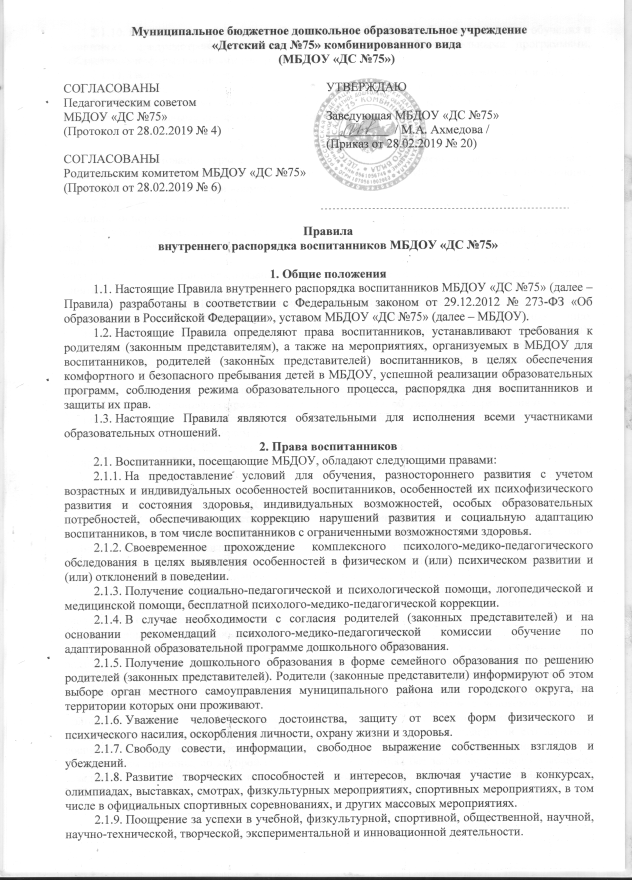 Муниципальное бюджетное дошкольное образовательное учреждение
«Детский сад №75» комбинированного вида
(МБДОУ «ДС №75»)
СОГЛАСОВАНЫ
Педагогическим советом
МБДОУ «ДС №75»
(Протокол от 28.02.2019 № 4)
СОГЛАСОВАНЫ
Родительским комитетом МБДОУ «ДС №75»
(Протокол от 28.02.2019 № 6)
УТВЕРЖДАЮ
Заведующая МБДОУ «ДС №75»
/ М.А. Ахмедова /
(Приказ от 28.02.2019 № 20)
Правила
внутреннего распорядка воспитанников МБДОУ «ДС №75»
1. Общие положения
1.1. Настоящие Правила внутреннего распорядка воспитанников МБДОУ «ДС №75» (далее –
Правила) разработаны в соответствии с Федеральным законом от 29.12.2012 № 273-ФЗ «Об
образовании в Российской Федерации», уставом МБДОУ «ДС №75» (далее – МБДОУ).
1.2. Настоящие Правила определяют права воспитанников, устанавливают требования к
родителям (законным представителям), а также на мероприятиях, организуемых в МБДОУ для
воспитанников, родителей (законных представителей) воспитанников, в целях обеспечения
комфортного и безопасного пребывания детей в МБДОУ, успешной реализации образовательных
программ, соблюдения режима образовательного процесса, распорядка дня воспитанников и
защиты их прав.
1.3. Настоящие Правила являются обязательными для исполнения всеми участниками
образовательных отношений.
2. Права воспитанников
2.1. Воспитанники, посещающие МБДОУ, обладают следующими правами:
2.1.1. На предоставление условий для обучения, разностороннего развития с учетом
возрастных и индивидуальных особенностей воспитанников, особенностей их психофизического
развития и состояния здоровья, индивидуальных возможностей, особых образовательных
потребностей, обеспечивающих коррекцию нарушений развития и социальную адаптацию
воспитанников, в том числе воспитанников с ограниченными возможностями здоровья.
2.1.2. Своевременное прохождение комплексного психолого-медико-педагогического
обследования в целях выявления особенностей в физическом и (или) психическом развитии и
(или) отклонений в поведении.
2.1.3. Получение социально-педагогической и психологической помощи, логопедической и
медицинской помощи, бесплатной психолого-медико-педагогической коррекции.
2.1.4. В случае необходимости с согласия родителей (законных представителей) и на
основании рекомендаций психолого-медико-педагогической комиссии обучение по
адаптированной образовательной программе дошкольного образования.
2.1.5. Получение дошкольного образования в форме семейного образования по решению
родителей (законных представителей). Родители (законные представители) информируют об этом
выборе орган местного самоуправления муниципального района или городского округа, на
территории которых они проживают.
2.1.6. Уважение человеческого достоинства, защиту от всех форм физического и
психического насилия, оскорбления личности, охрану жизни и здоровья.
2.1.7. Свободу совести, информации, свободное выражение собственных взглядов и
убеждений.
2.1.8. Развитие творческих способностей и интересов, включая участие в конкурсах,
олимпиадах, выставках, смотрах, физкультурных мероприятиях, спортивных мероприятиях, в том
числе в официальных спортивных соревнованиях, и других массовых мероприятиях.
2.1.9. Поощрение за успехи в учебной, физкультурной, спортивной, общественной, научной,
научно-технической, творческой, экспериментальной и инновационной деятельности.